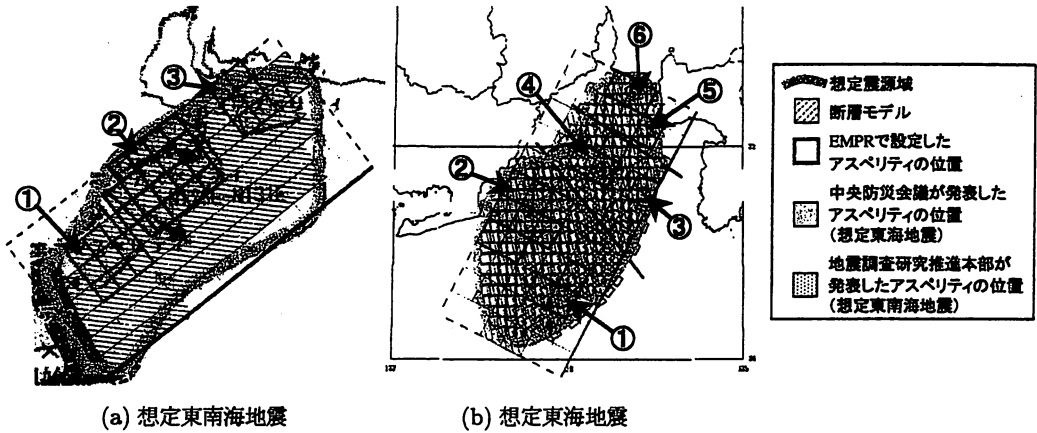 ③
②
①
(a) 想定東南海地震
⑥
④
⑤
②
③
①
(b) 想定東海地震
想定震源域
断層モデル
EMPRで設定した
アスペリティの位置
中央防災会議が発表した
アスペリティの位置
(想定東海地震)
地震調査研究推進本部が
発表したアスペリティの位置
(想定東南海地震)